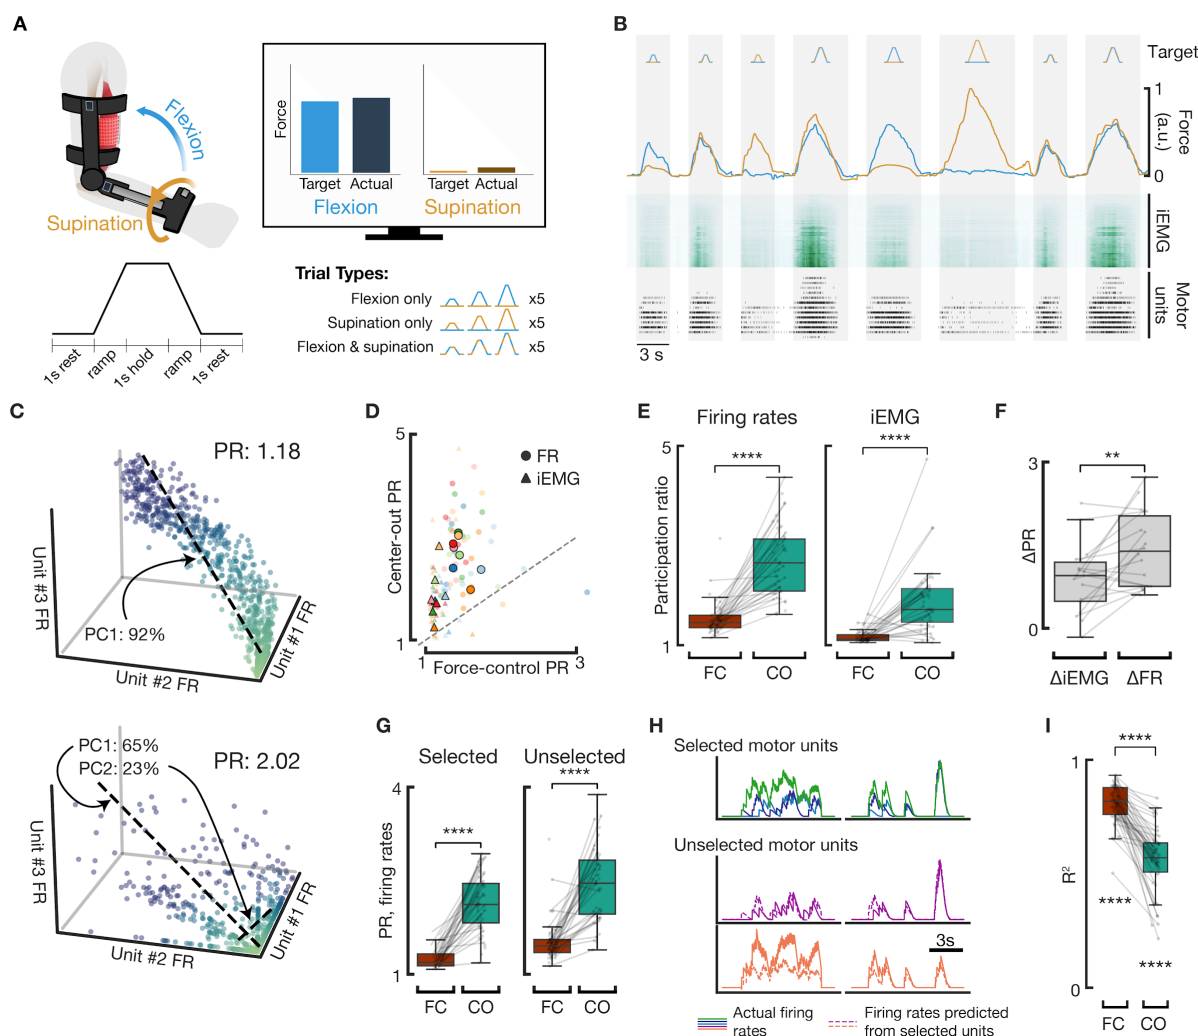 A
Flexion
Supination
Force
Target Actual
Flexion
Target Actual
Supination
1s rest
ramp
1s hold
ramp
1s rest
Trial Types:
Flexion only x5
Supination only x5
Flexion & supination x5
B
Target
1
Force
(a.u.)
0
iEMG
Motor
units
3 s
C
PR: 1.18
PC1: 92%
Unit #3 FR
Unit #2 FR
Unit #1 FR
PC1: 65%
PC2: 23%
PR: 2.02
Unit #3 FR
Unit #2 FR
Unit #1 FR
D
5
FR
iEMG
Center-out PR
1
1
3
Force-control PR
E
Firing rates
iEMG
5
****
****
Participation ratio
1
FC CO
FC CO
F
3
**
ΔPR
0
ΔiEMG ΔFR
G
Selected
Unselected
4
****
****
PR, firing rates
1
FC CO
FC CO
H
Selected motor units
Unselected motor units
3s
Actual firing
rates
Firing rates predicted
from selected units
I
****
1
R²
****
****
0
FC CO